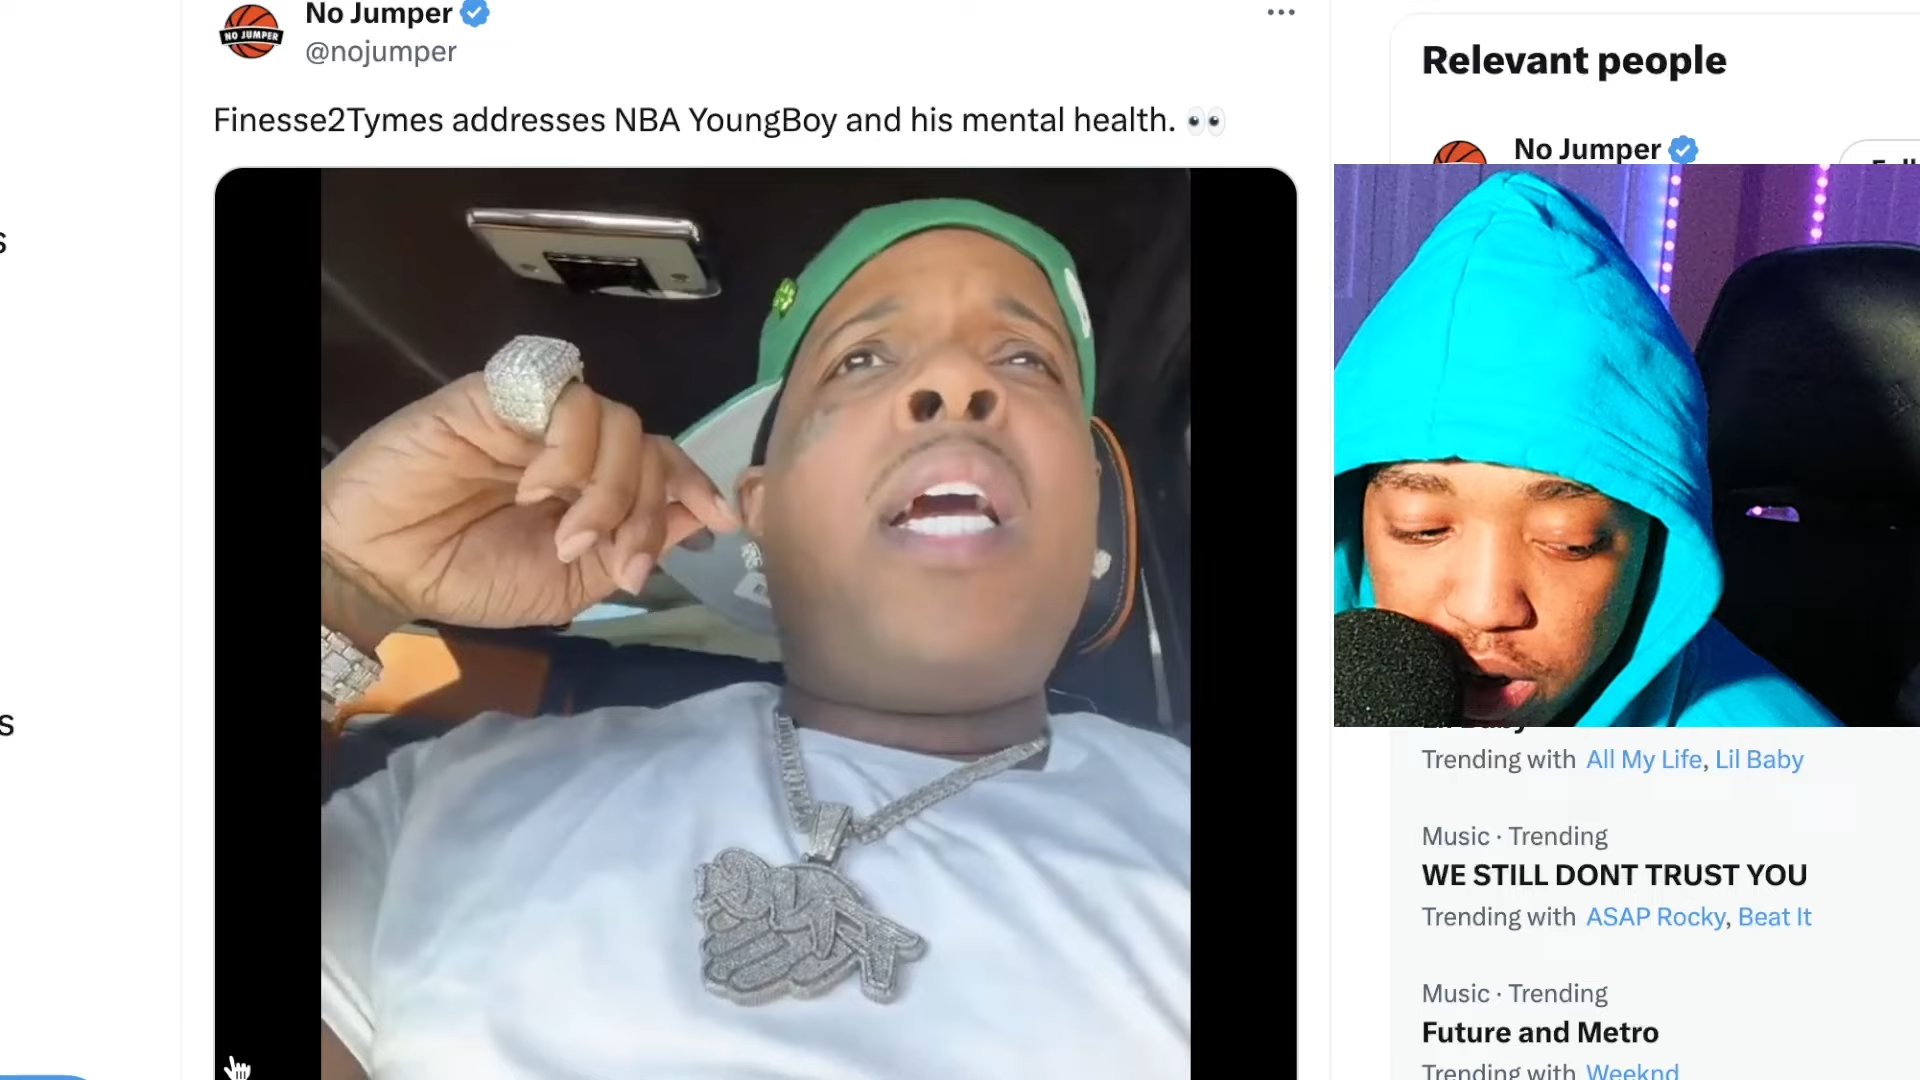 No Jumper
@nojumper
NO JUMPER
Finesse2Tymes addresses NBA YoungBoy and his mental health. 👀
Relevant people
No Jumper
Trending with All My Life, Lil Baby
Music · Trending
WE STILL DONT TRUST YOU
Trending with ASAP Rocky, Beat It
Music · Trending
Future and Metro
Trending with Weeknd